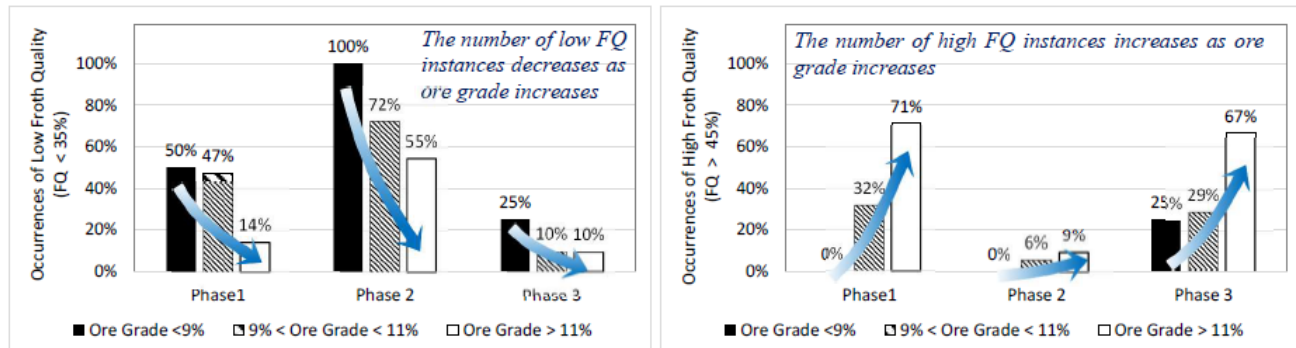 The number of low FQ
instances decreases as
ore grade increases
Occurrences of Low Froth Quality
(FQ < 35%)
100%
80%
60%
40%
20%
0%
50%
47%
14%
100%
72%
55%
25%
10%
10%
Phase1
Phase 2
Phase 3
Ore Grade <9%
9% < Ore Grade < 11%
Ore Grade > 11%
The number of high FQ instances increases as ore
grade increases
Occurrences of High Froth Quality
(FQ > 45%)
100%
80%
60%
40%
20%
0%
0%
32%
71%
0%
6%
9%
25%
29%
67%
Phase1
Phase 2
Phase 3
Ore Grade <9%
9% < Ore Grade < 11%
Ore Grade > 11%